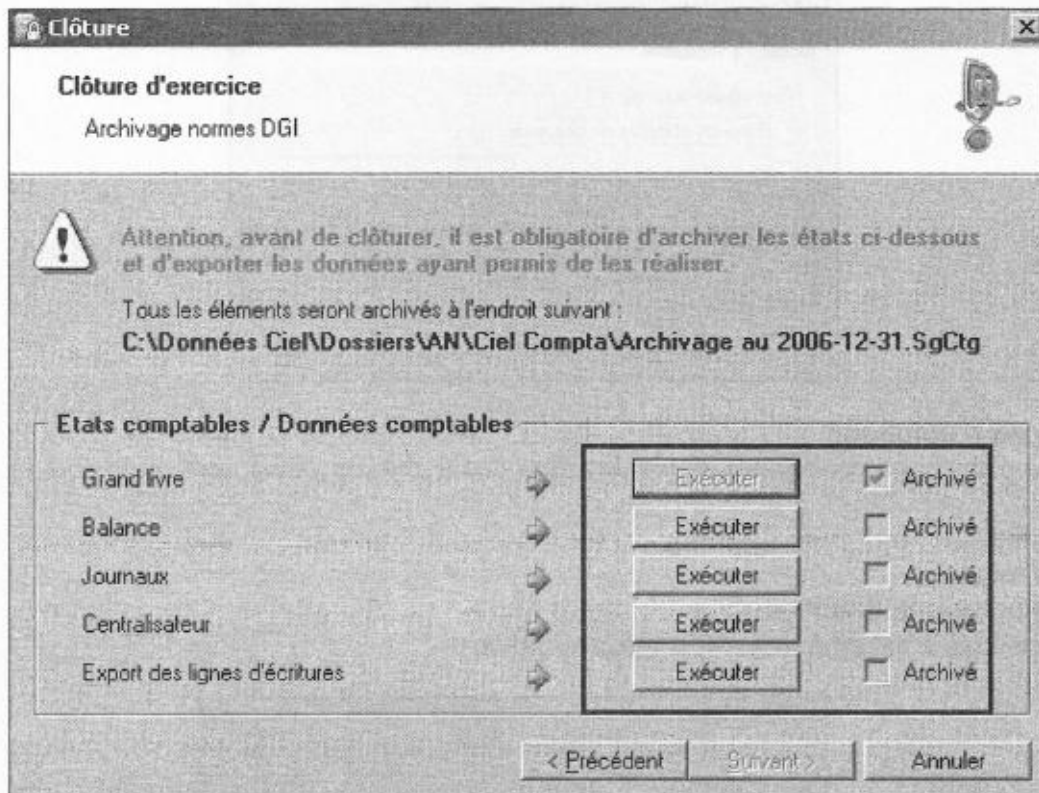 Clôture
Clôture d'exercice
Archivage normes DGI
Attention, avant de clôturer, il est obligatoire d'archiver les états ci-dessous
et d'exporter les données ayant permis de les réaliser.
Tous les éléments seront archivés à l'endroit suivant :
C:\Données Ciel\Dossiers\AN\Ciel Compta\Archivage au 2006-12-31.SgCtg
Etats comptables / Données comptables
Grand livre Exécuter Archivé
Balance Exécuter Archivé
Journaux Exécuter Archivé
Centralisateur Exécuter Archivé
Export des lignes d'écritures Exécuter Archivé
< Précédent Suivant > Annuler